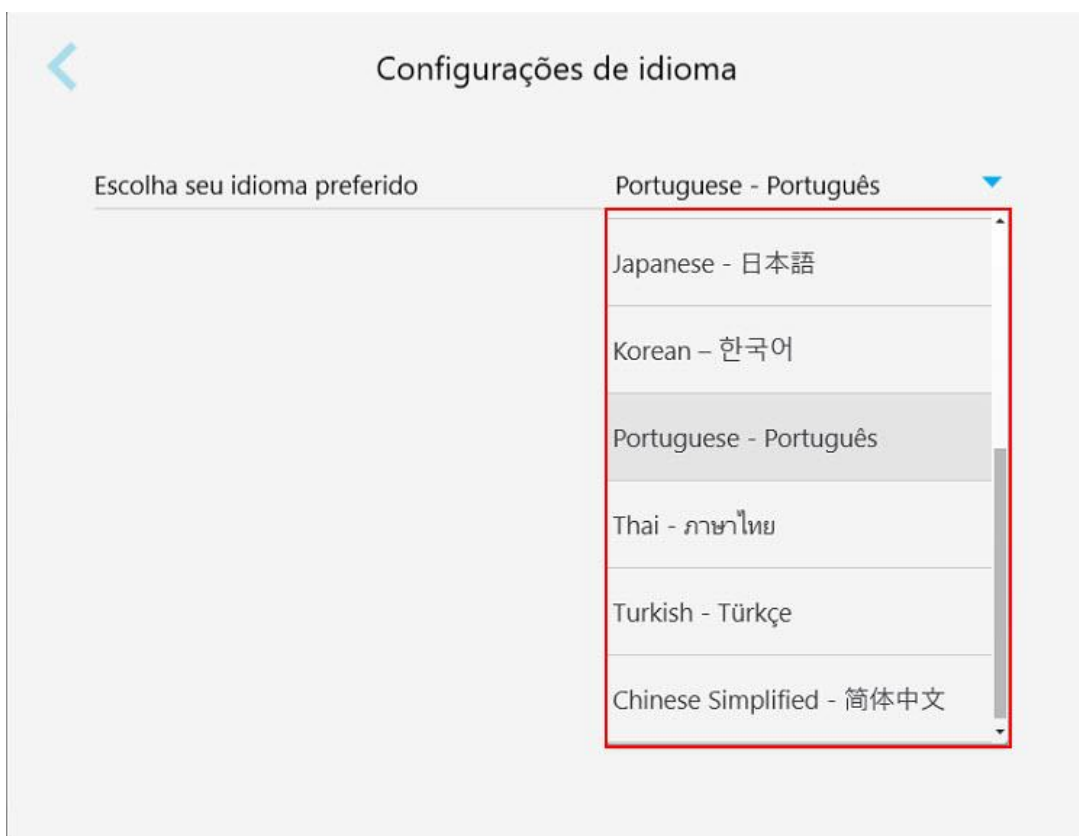 Configurações de idioma
Escolha seu idioma preferido
Portuguese - Português
Japanese - 日本語
Korean – 한국어
Portuguese - Português
Thai - ภาษาไทย
Turkish - Türkçe
Chinese Simplified - 简体中文